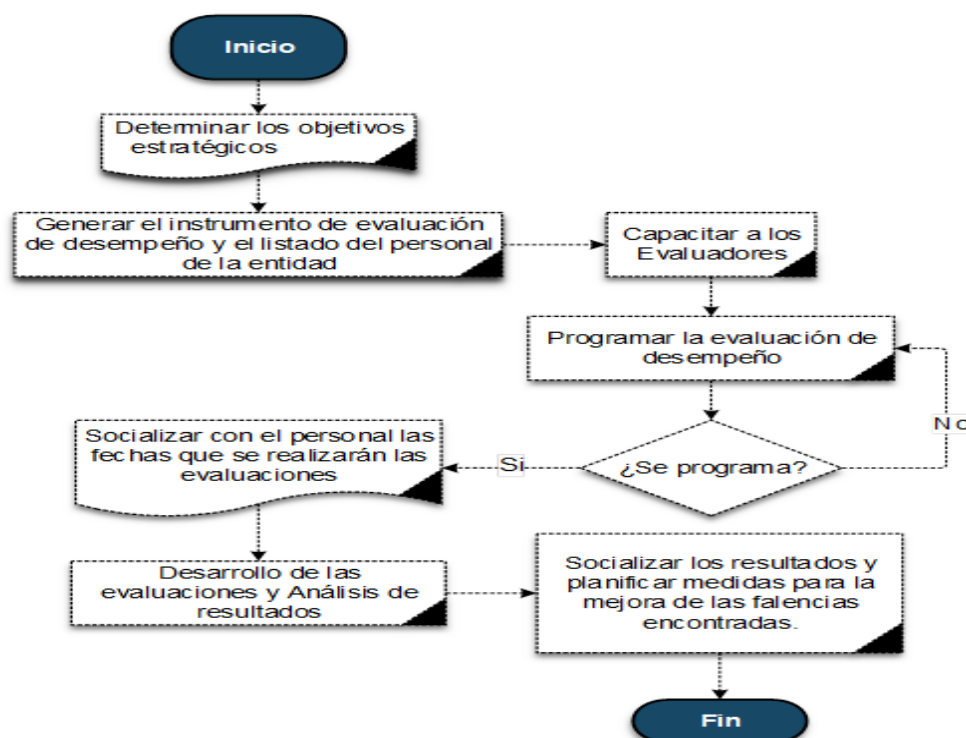 Inicio
Determinar los objetivos
estratégicos
Generar el instrumento de evaluación
de desempeño y el listado del personal
de la entidad
Capacitar a los
Evaluadores
Programar la evaluación de
desempeño
¿Se programa?
No
Si
Socializar con el personal las
fechas que se realizarán las
evaluaciones
Desarrollo de las
evaluaciones y Análisis de
resultados
Socializar los resultados y
planificar medidas para la
mejora de las falencias
encontradas.
Fin